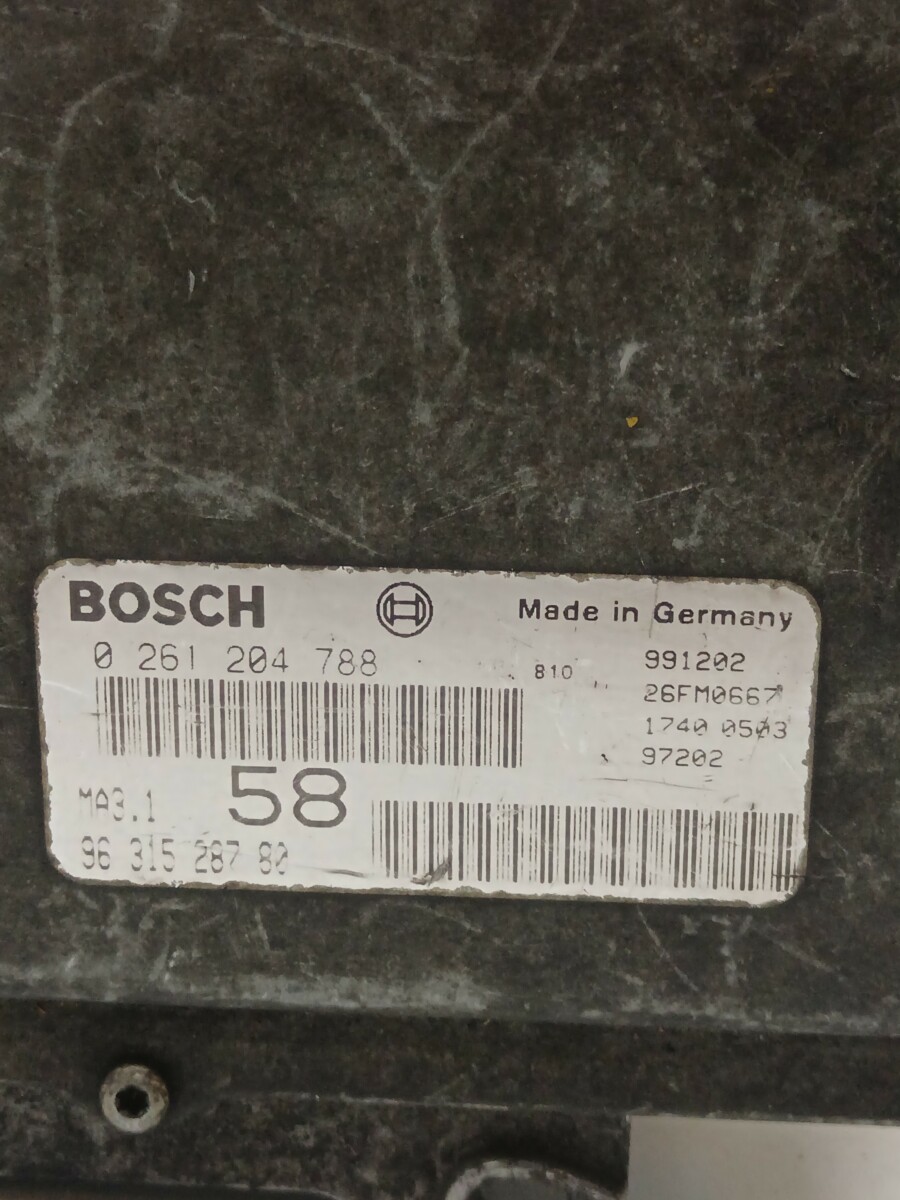 BOSCH
Made in Germany
0 261 204 788
810
991202
26FM0667
1740 0503
97202
MA3.1
58
96 315 287 80